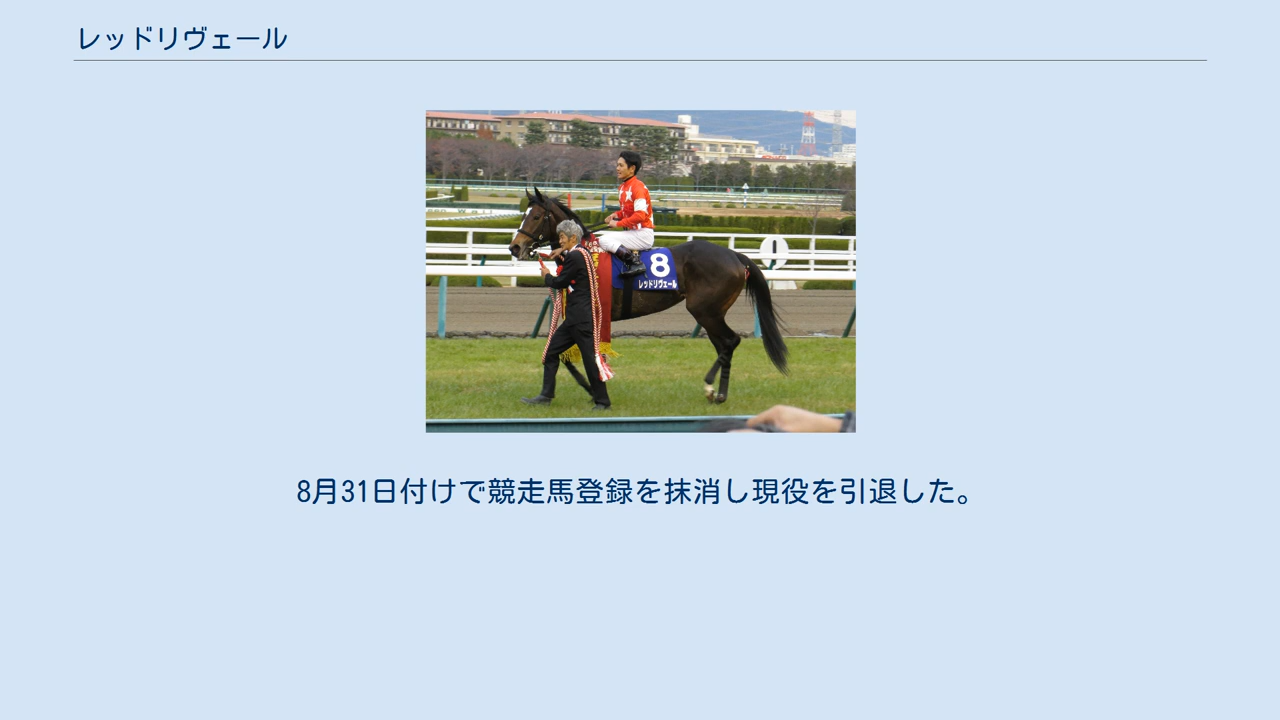 レッドリヴェール
8
レッドリヴェール
8月31日付けで競走馬登録を抹消し現役を引退した。